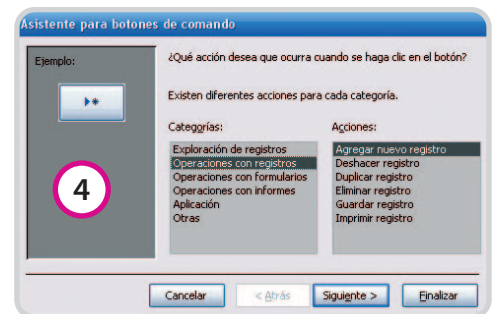 Asistente para botones de comando
Ejemplo:
¿Qué acción desea que ocurra cuando se haga clic en el botón?
Existen diferentes acciones para cada categoría.
Categorías:
Exploración de registros
Operaciones con registros
Operaciones con formularios
Operaciones con informes
Aplicación
Otras
Acciones:
Agregar nuevo registro
Deshacer registro
Duplicar registro
Eliminar registro
Guardar registro
Imprimir registro
4
Cancelar
< Atrás
Siguiente >
Finalizar